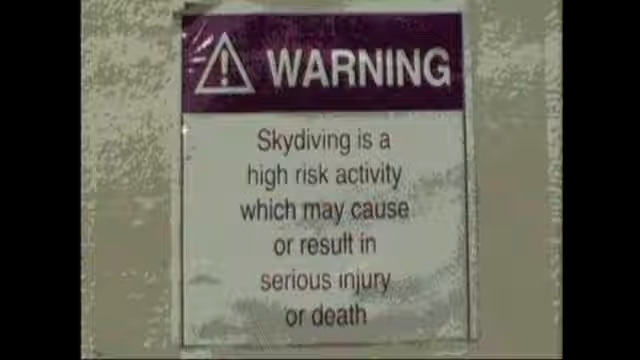 WARNING
Skydiving is a
high risk activity
which may cause
or result in
serious injury
or death